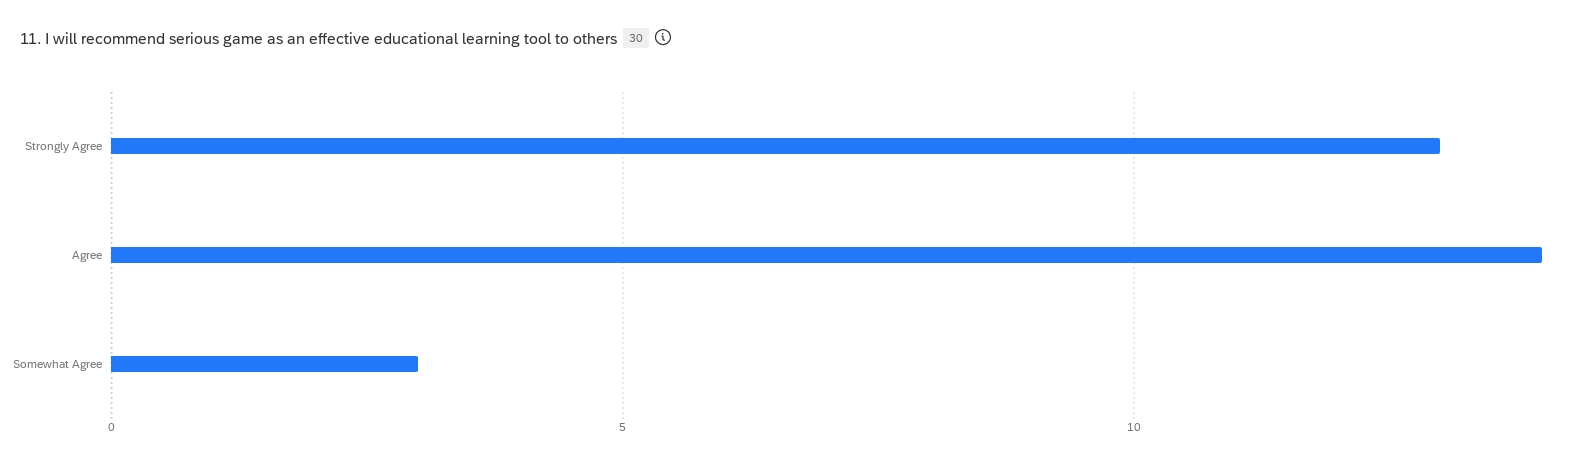 11. I will recommend serious game as an effective educational learning tool to others 30
Strongly Agree
Agree
Somewhat Agree
0 5 10